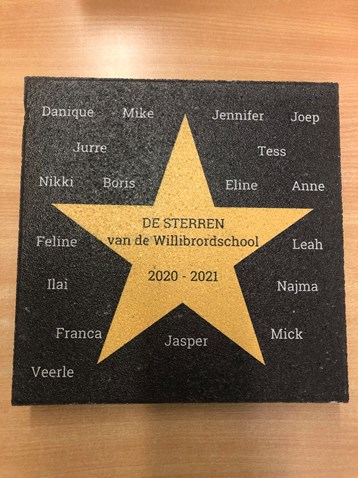 Danique Mike Jennifer Joep
Jurre Tess
Nikki Boris Eline Anne
DE STERREN
van de Willibrordschool
Feline Leah
2020 - 2021
Ilai Najma
Franca Jasper Mick
Veerle